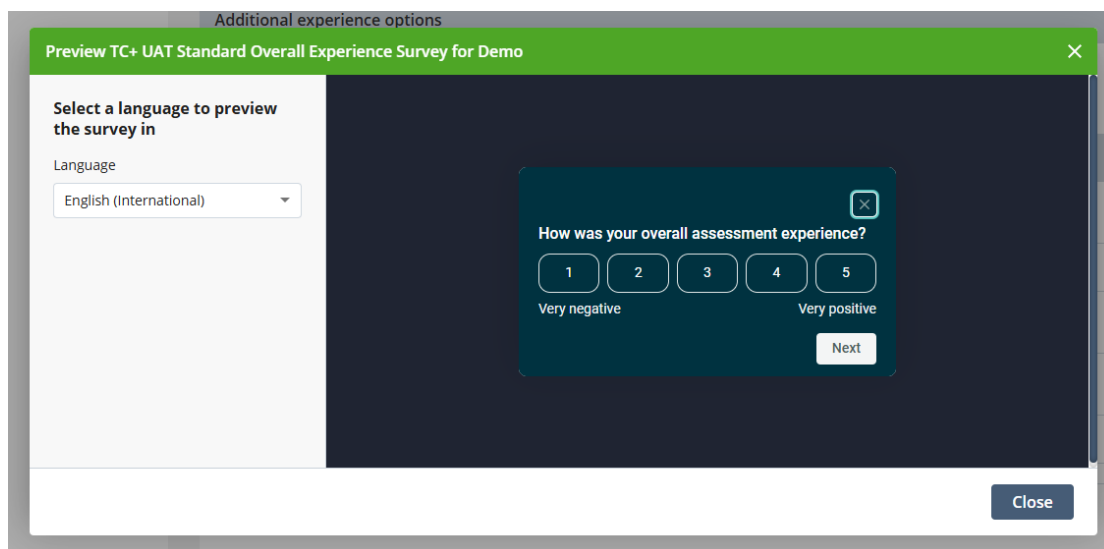 Additional experience options
Preview TC+ UAT Standard Overall Experience Survey for Demo
Select a language to preview
the survey in
Language
English (International)
How was your overall assessment experience?
1 2 3 4 5
Very negative Very positive
Next
Close